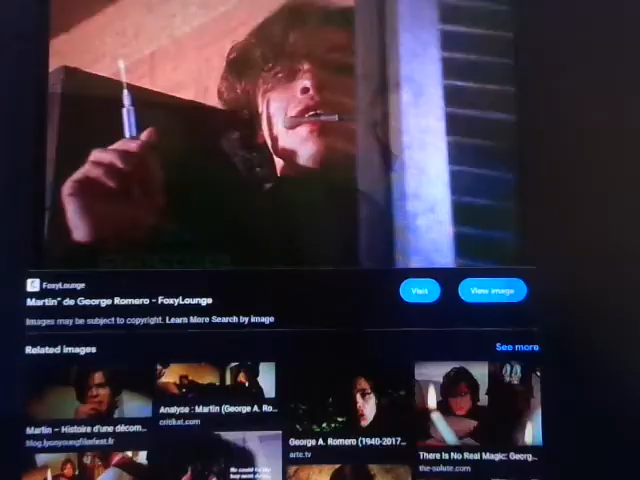 FoxyLounge
Martin" de George Romero - FoxyLounge
Visit
View image
Images may be subject to copyright. Learn More Search by image
Related images
See more
Martin – Histoire d'une décom...
blog.lyonyoungfilmfest.fr
Analyse : Martin (George A. Ro...
critikat.com
George A. Romero (1940-2017...
arte.tv
There Is No Real Magic: Georg...
the-solute.com